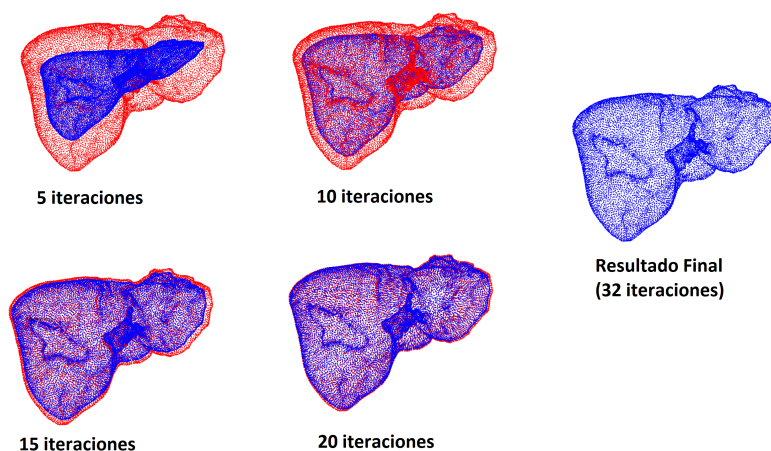 5 iteraciones
10 iteraciones
Resultado Final
(32 iteraciones)
15 iteraciones
20 iteraciones